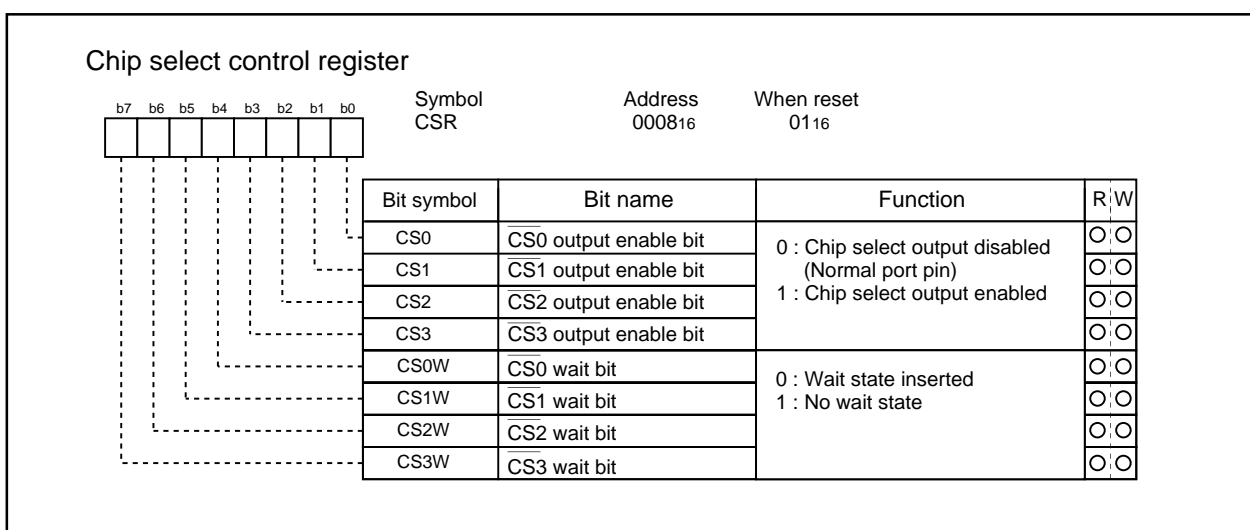 Chip select control register
b7 b6 b5 b4 b3 b2 b1 b0
Symbol Address When reset
CSR 000816 0116
Bit symbol Bit name Function R W
CS0 CS0 output enable bit
CS1 CS1 output enable bit
CS2 CS2 output enable bit
CS3 CS3 output enable bit
0 : Chip select output disabled
(Normal port pin)
1 : Chip select output enabled
CS0W CS0 wait bit
CS1W CS1 wait bit
CS2W CS2 wait bit
CS3W CS3 wait bit
0 : Wait state inserted
1 : No wait state